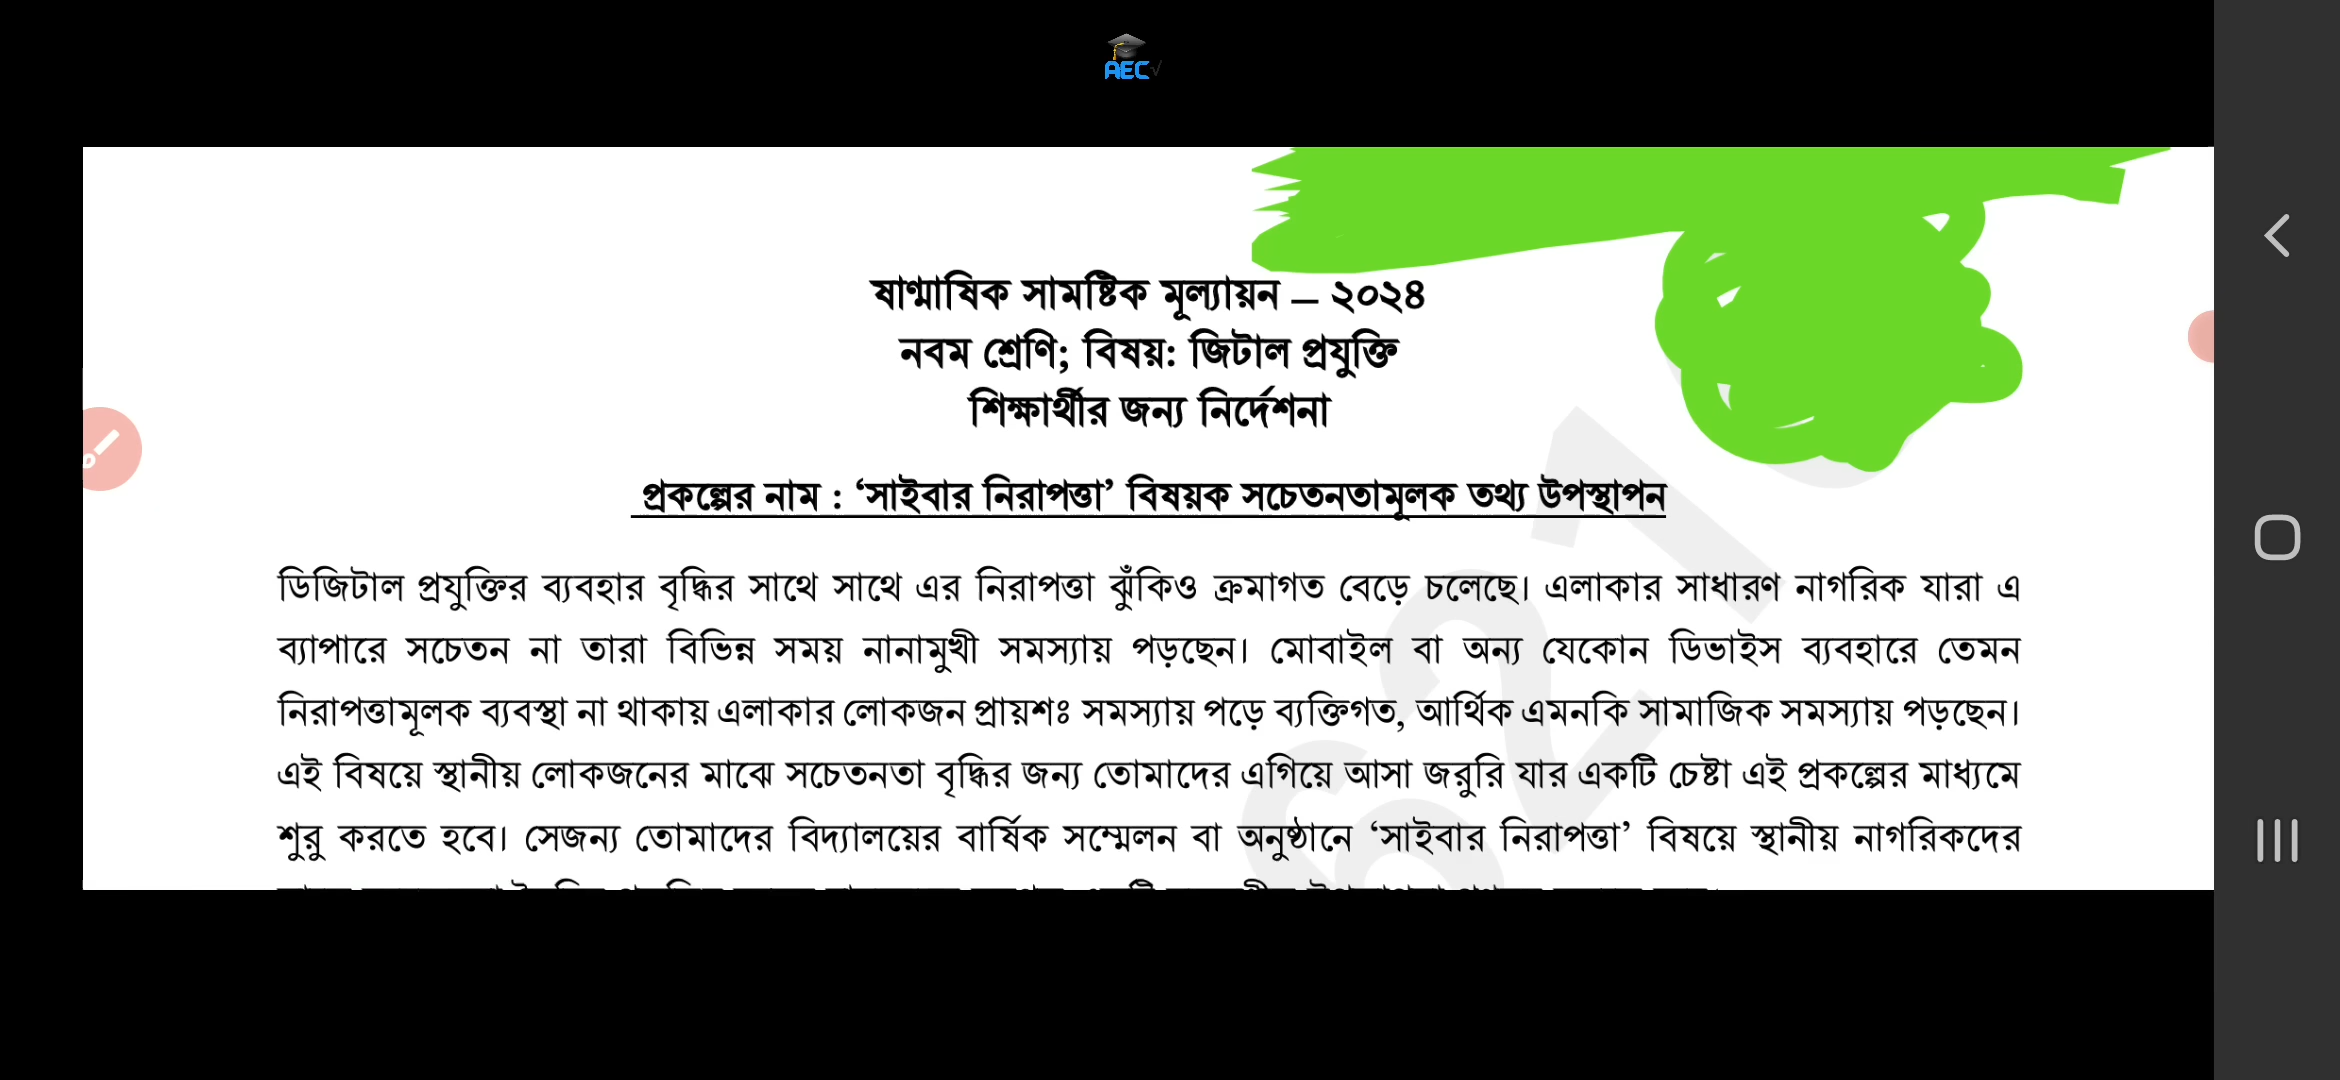 AEC
ষাণ্মাষিক সামষ্টিক মূল্যায়ন – ২০২৪
নবম শ্রেণি; বিষয়: জিটাল প্রযুক্তি
শিক্ষার্থীর জন্য নির্দেশনা
প্রকল্পের নাম : ‘সাইবার নিরাপত্তা’ বিষয়ক সচেতনতামূলক তথ্য উপস্থাপন
ডিজিটাল প্রযুক্তির ব্যবহার বৃদ্ধির সাথে সাথে এর নিরাপত্তা ঝুঁকিও ক্রমাগত বেড়ে চলেছে। এলাকার সাধারণ নাগরিক যারা এ
ব্যাপারে সচেতন না তারা বিভিন্ন সময় নানামুখী সমস্যায় পড়ছেন। মোবাইল বা অন্য যেকোন ডিভাইস ব্যবহারে তেমন
নিরাপত্তামূলক ব্যবস্থা না থাকায় এলাকার লোকজন প্রায়শঃ সমস্যায় পড়ে ব্যক্তিগত, আর্থিক এমনকি সামাজিক সমস্যায় পড়ছেন।
এই বিষয়ে স্থানীয় লোকজনের মাঝে সচেতনতা বৃদ্ধির জন্য তোমাদের এগিয়ে আসা জরুরি যার একটি চেষ্টা এই প্রকল্পের মাধ্যমে
শুরু করতে হবে। সেজন্য তোমাদের বিদ্যালয়ের বার্ষিক সম্মেলন বা অনুষ্ঠানে ‘সাইবার নিরাপত্তা’ বিষয়ে স্থানীয় নাগরিকদের